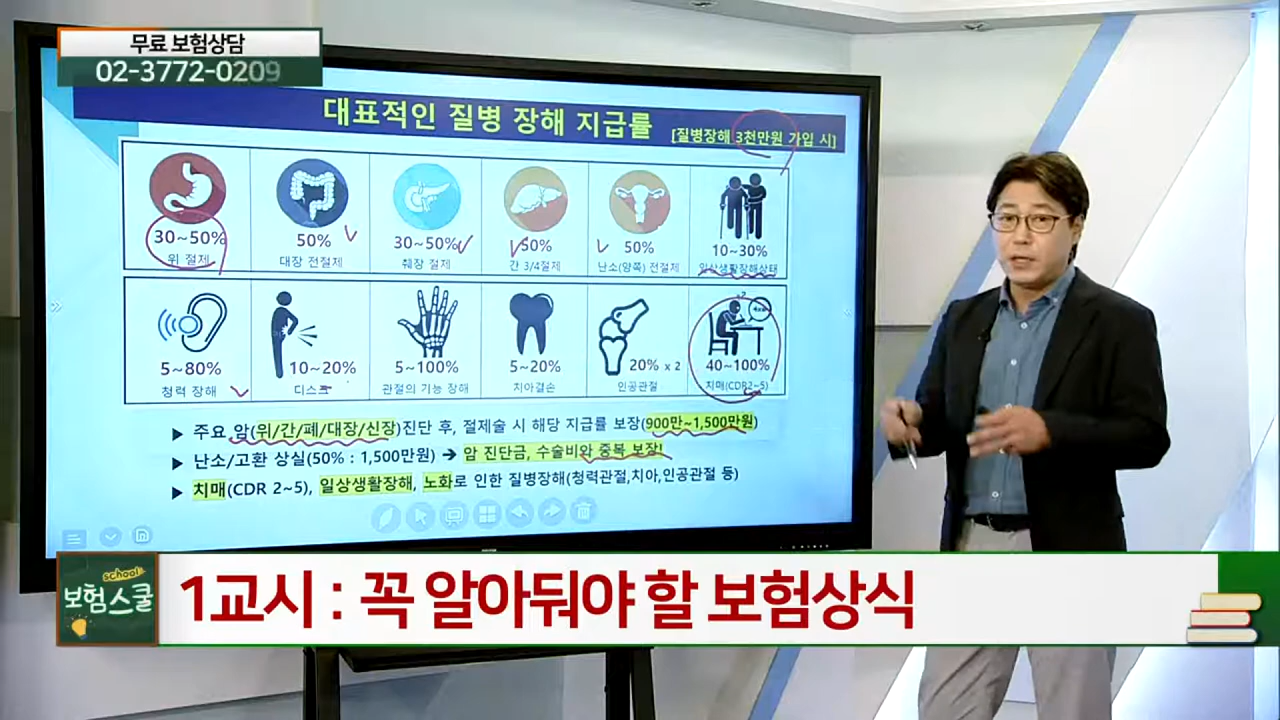 무료 보험상담
02-3772-0209
대표적인 질병 장해 지급률
[질병장해 3천만원 가입 시]
30~50%
위 절제
50%
대장 전절제
30~50%
췌장 절제
50%
간 3/4절제
50%
난소(양쪽) 전절제
10~30%
일상생활장해상태
5~80%
청력 장해
10~20%
디스크
5~100%
관절의 기능 장해
5~20%
치아결손
20% x 2
인공관절
40~100%
치매(CDR2~5)
▶ 주요 암(위/간/폐/대장/신장)진단 후, 절제술 시 해당 지급률 보장(900만~1,500만원)
▶ 난소/고환 상실(50% : 1,500만원) ➔ 암 진단금, 수술비와 중복 보장!
▶ 치매(CDR 2~5), 일상생활장해, 노화로 인한 질병장해(청력관절,치아,인공관절 등)
school
보험스쿨
1교시 : 꼭 알아둬야 할 보험상식